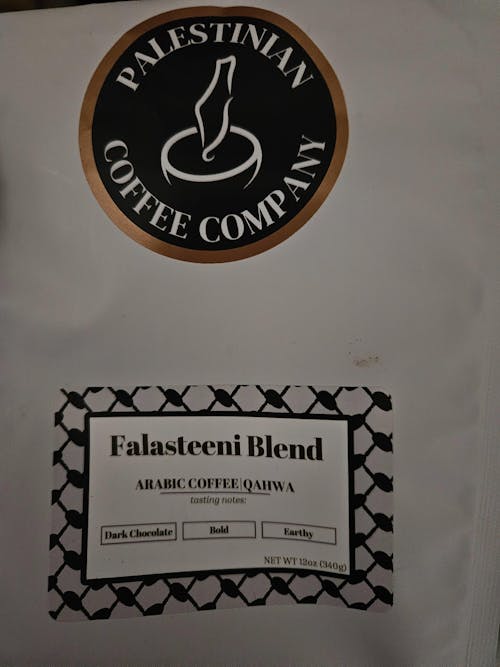 PALESTINIAN
COFFEE COMPANY
Falasteeni Blend
ARABIC COFFEE|QAHWA
tasting notes:
Dark Chocolate Bold Earthy
NET WT 12oz (340g)